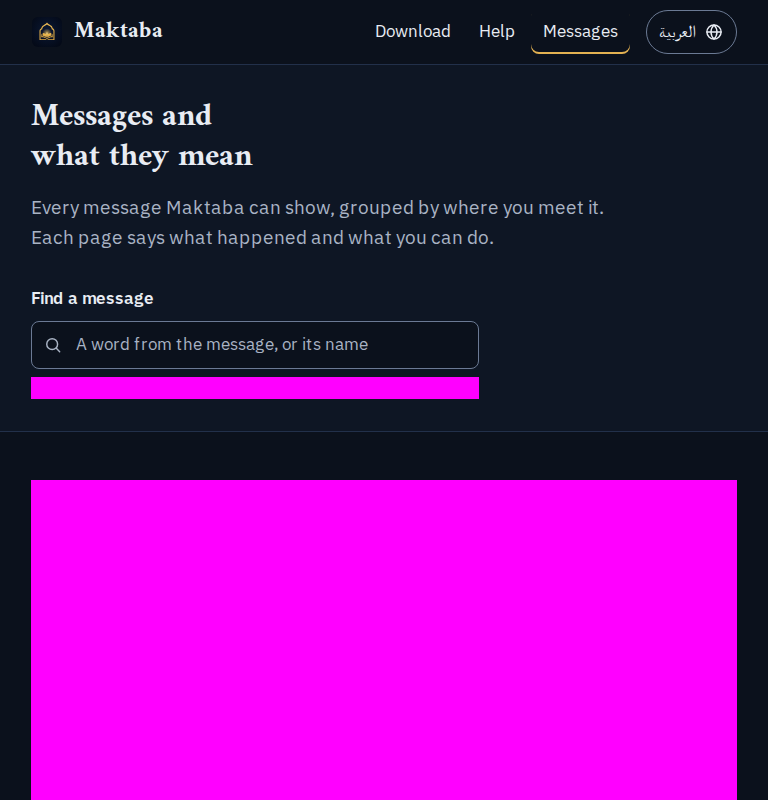 Maktaba
Download
Help
Messages
العربية
Messages and
what they mean
Every message Maktaba can show, grouped by where you meet it.
Each page says what happened and what you can do.
Find a message
A word from the message, or its name